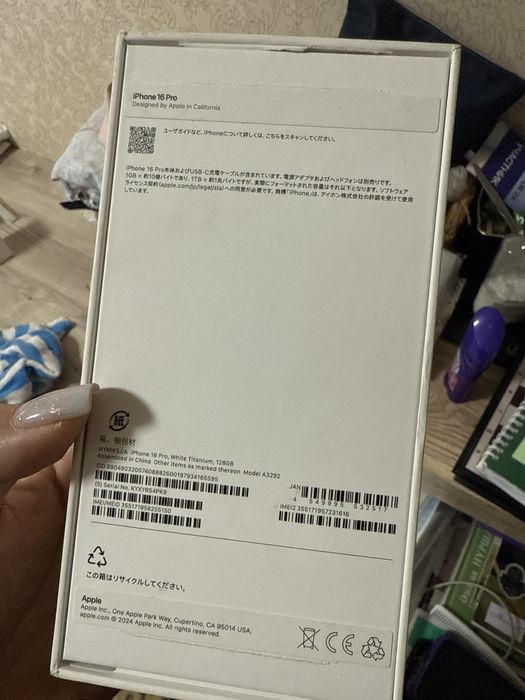 iPhone 16 Pro
Designed by Apple in California
ユーザガイドなど、iPhoneについて詳しくは、こちらをスキャンしてください。
iPhone 16 Pro本体およびUSB-C充電ケーブルが含まれています。電源アダプタおよびヘッドフォンは別売りです。
1GB = 約10億バイトであり、1TB = 約1兆バイトですが、実際にフォーマットされた容量はそれ以下となります。ソフトウェア
ライセンス契約(apple.com/jp/legal/sla)への同意が必要です。商標「iPhone」は、アイホン株式会社の許諾を受けて使用
しています。
紙
箱、梱包材
MYMW3J/A iPhone 16 Pro, White Titanium, 128GB
Assembled in China Other items as marked thereon Model A3292
EID 89049032007408882600197934165595
(S) Serial No. KYXYR54PK9
IMEI/MEID 355171958255150
JAN
4 549995 532517
IMEI2 355171957231616
この箱はリサイクルしてください。
Apple
Apple Inc., One Apple Park Way, Cupertino, CA 95014 USA,
apple.com © 2024 Apple Inc. All rights reserved.
CE